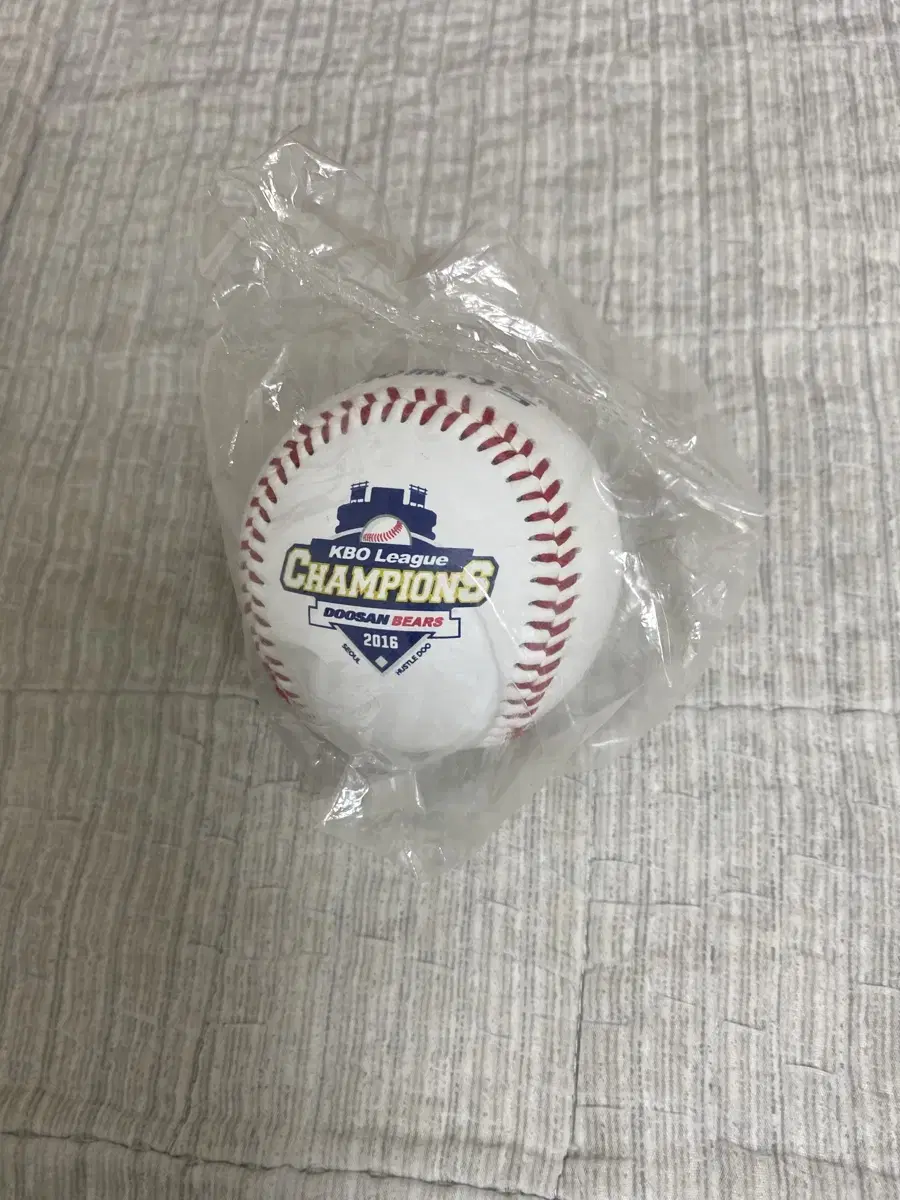 KBO League
CHAMPIONS
DOOSAN BEARS
2016
SEOUL
HUSTLE DOO